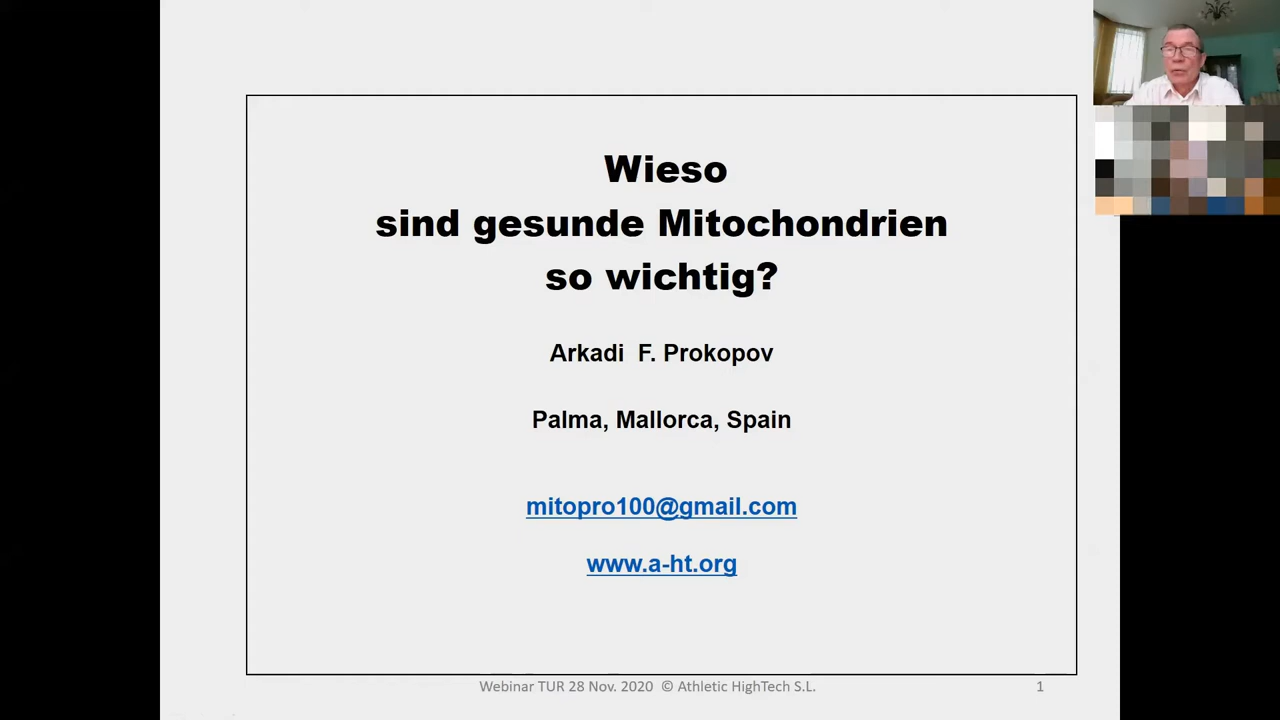 Wieso
sind gesunde Mitochondrien
so wichtig?
Arkadi F. Prokopov
Palma, Mallorca, Spain
mitopro100@gmail.com
www.a-ht.org
Webinar TUR 28 Nov. 2020 © Athletic HighTech S.L. 1